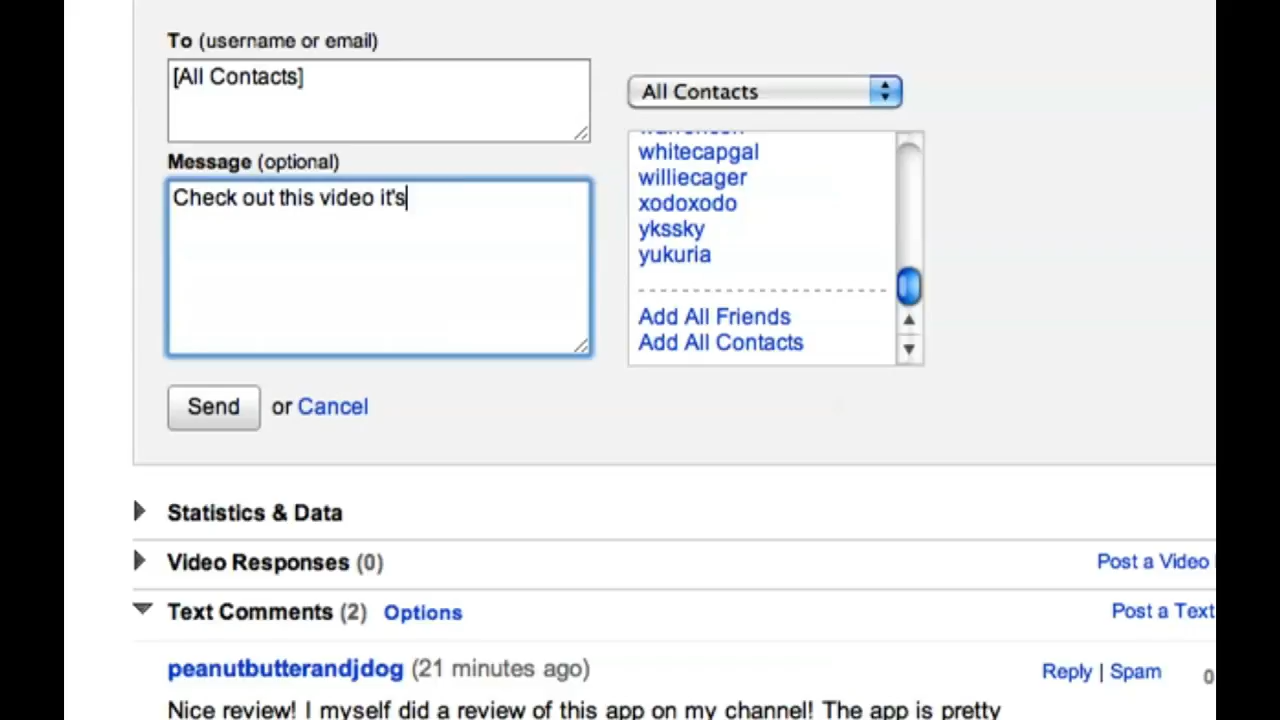 To (username or email)
[All Contacts]
All Contacts
whitecapgal
williecager
xodoxodo
ykssky
yukuria
Add All Friends
Add All Contacts
Message (optional)
Check out this video it's
Send or Cancel
Statistics & Data
Video Responses (0)
Post a Video
Text Comments (2) Options
Post a Text
peanutbutterandjdog (21 minutes ago)
Reply | Spam
0
Nice review! I myself did a review of this app on my channel! The app is pretty